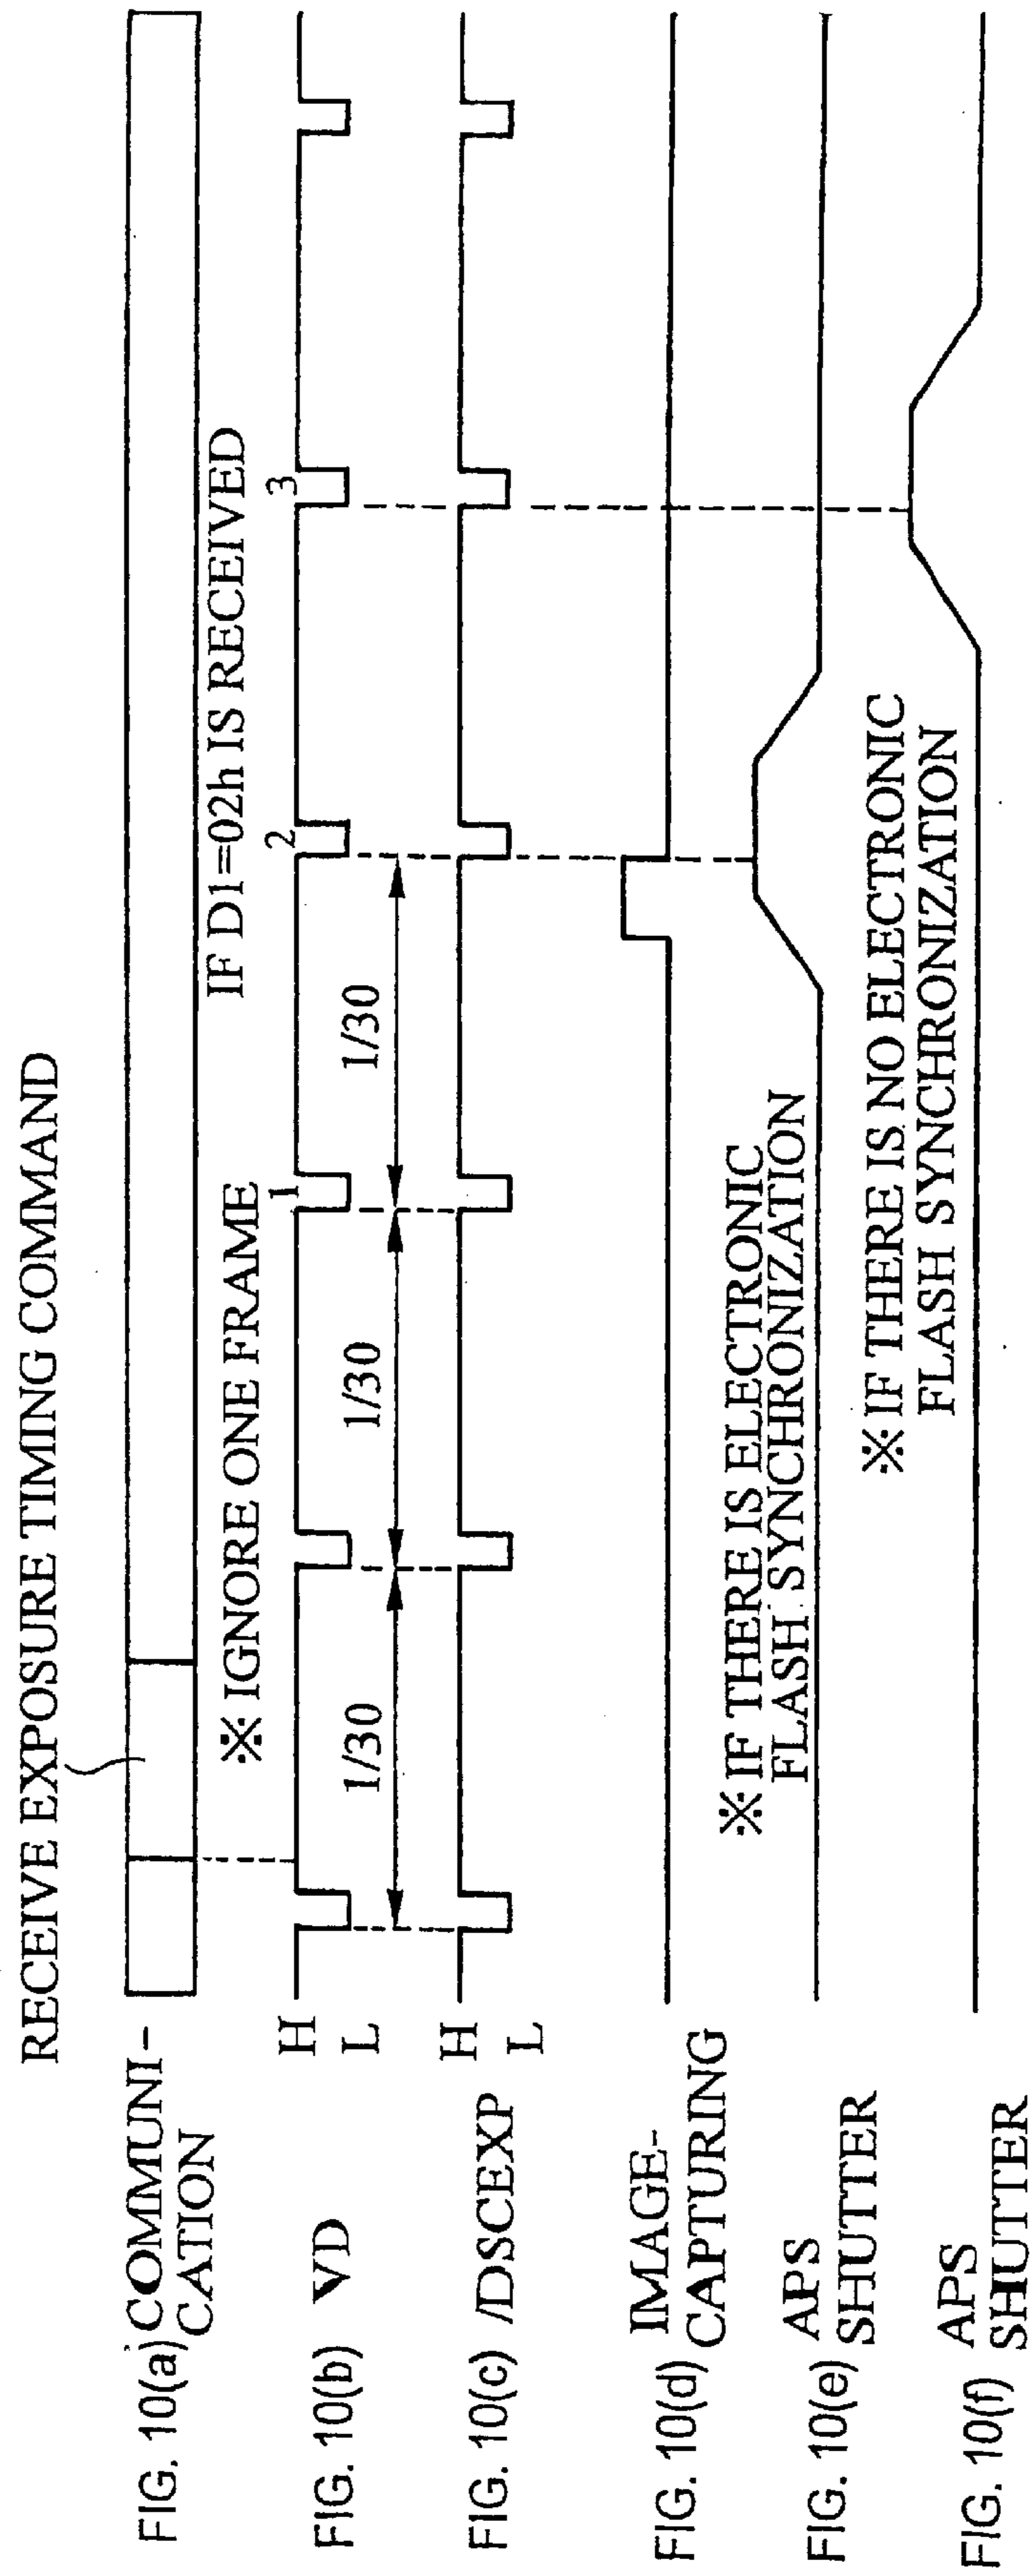 RECEIVE EXPOSURE TIMING COMMAND
FIG. 10(a) COMMUNI-
CATION
※ IGNORE ONE FRAME
IF D1=02h IS RECEIVED
FIG. 10(b) VD
H
L
1
2
3
1/30
1/30
1/30
FIG. 10(c) /DSCEXP
H
L
FIG. 10(d) IMAGE-
CAPTURING
※ IF THERE IS ELECTRONIC
FLASH SYNCHRONIZATION
FIG. 10(e) APS
SHUTTER
※ IF THERE IS NO ELECTRONIC
FLASH SYNCHRONIZATION
FIG. 10(f) APS
SHUTTER